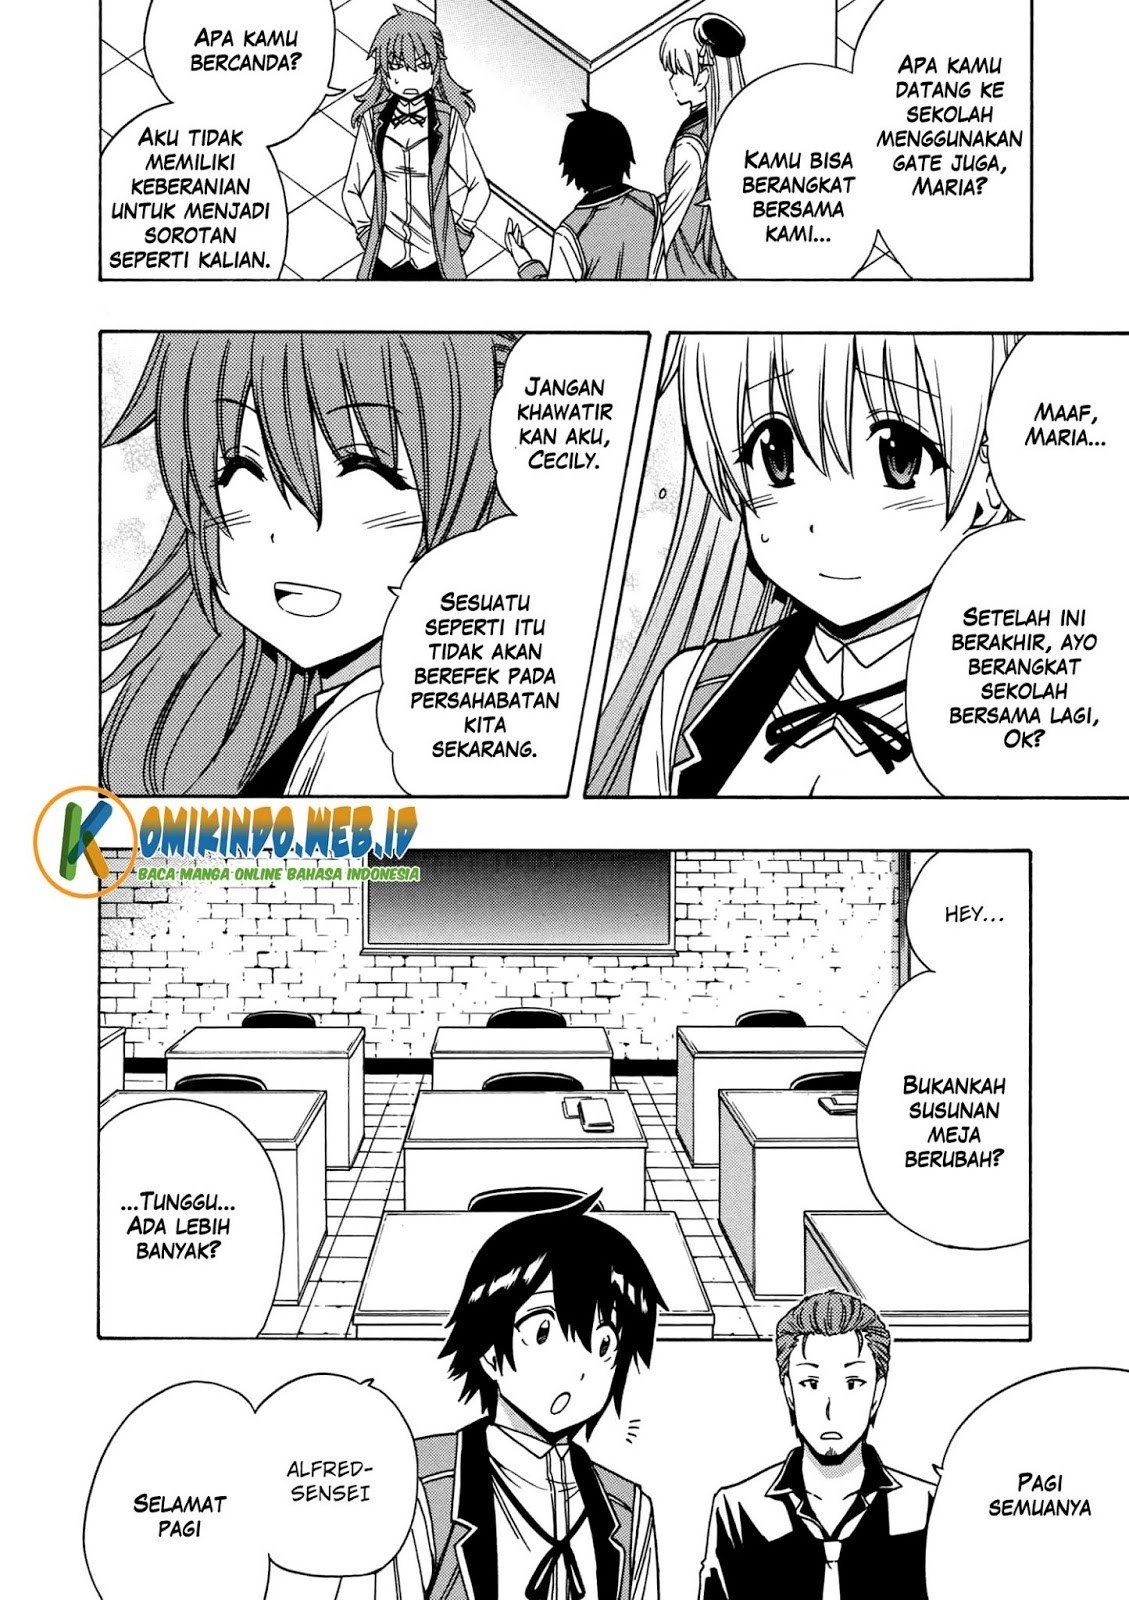 APA KAMU
DATANG KE
SEKOLAH
MENGGUNAKAN
GATE JUGA,
MARIA?
KAMU BISA
BERANGKAT
BERSAMA
KAMI...
APA KAMU
BERCANDA?
AKU TIDAK
MEMILIKI
KEBERANIAN
UNTUK MENJADI
SOROTAN
SEPERTI KALIAN.
MAAF,
MARIA...
SETELAH INI
BERAKHIR, AYO
BERANGKAT
SEKOLAH
BERSAMA LAGI,
OK?
JANGAN
KHAWATIR
KAN AKU,
CECILY.
SESUATU
SEPERTI ITU
TIDAK AKAN
BEREFEK PADA
PERSAHABATAN
KITA
SEKARANG.
KOMIKINDO.WEB.ID
BACA MANGA ONLINE BAHASA INDONESIA
HEY...
BUKANKAH
SUSUNAN
MEJA
BERUBAH?
...TUNGGU...
ADA LEBIH
BANYAK?
PAGI
SEMUANYA
ALFRED-
SENSEI
SELAMAT
PAGI